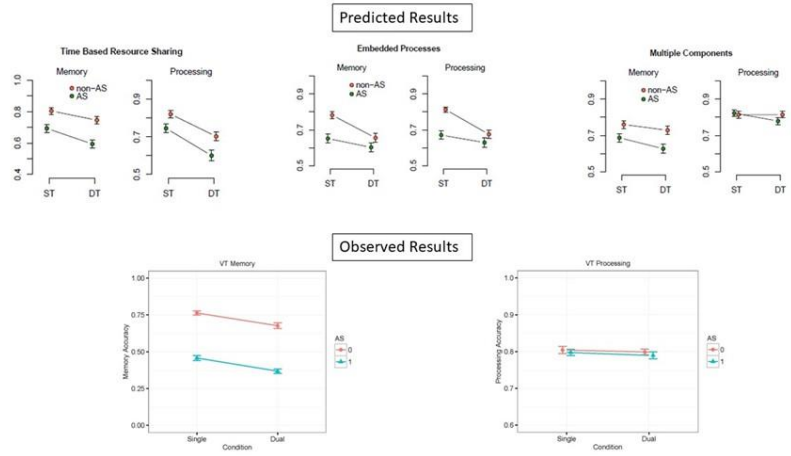 Predicted Results
Time Based Resource Sharing
Memory
Processing
non-AS
AS
1.0
0.8
0.6
0.4
0.9
0.7
0.5
ST
DT
ST
DT
Embedded Processes
Memory
Processing
non-AS
AS
0.9
0.7
0.5
0.9
0.7
0.5
ST
DT
ST
DT
Multiple Components
Memory
Processing
non-AS
AS
0.9
0.7
0.5
0.9
0.7
0.5
ST
DT
ST
DT
Observed Results
VT Memory
1.00
0.75
0.50
0.25
0.00
Memory Accuracy
Single
Dual
Condition
AS
0
1
VT Processing
1.0
0.9
0.8
0.7
0.6
Processing Accuracy
Single
Dual
Condition
AS
0
1